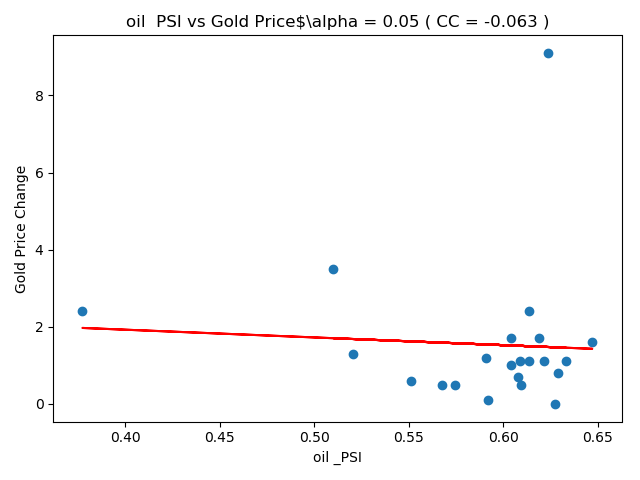 oil  PSI vs Gold Price$\alpha = 0.05 ( CC = -0.063 )
Gold Price Change
8
6
4
2
0
0.40 0.45 0.50 0.55 0.60 0.65
oil _PSI